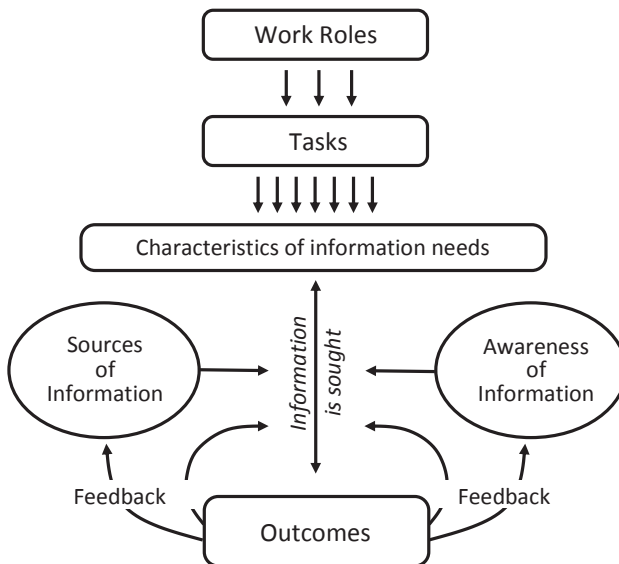 Work Roles
Tasks
Characteristics of information needs
Sources
of
Information
Information
is sought
Awareness
of
Information
Feedback
Feedback
Outcomes